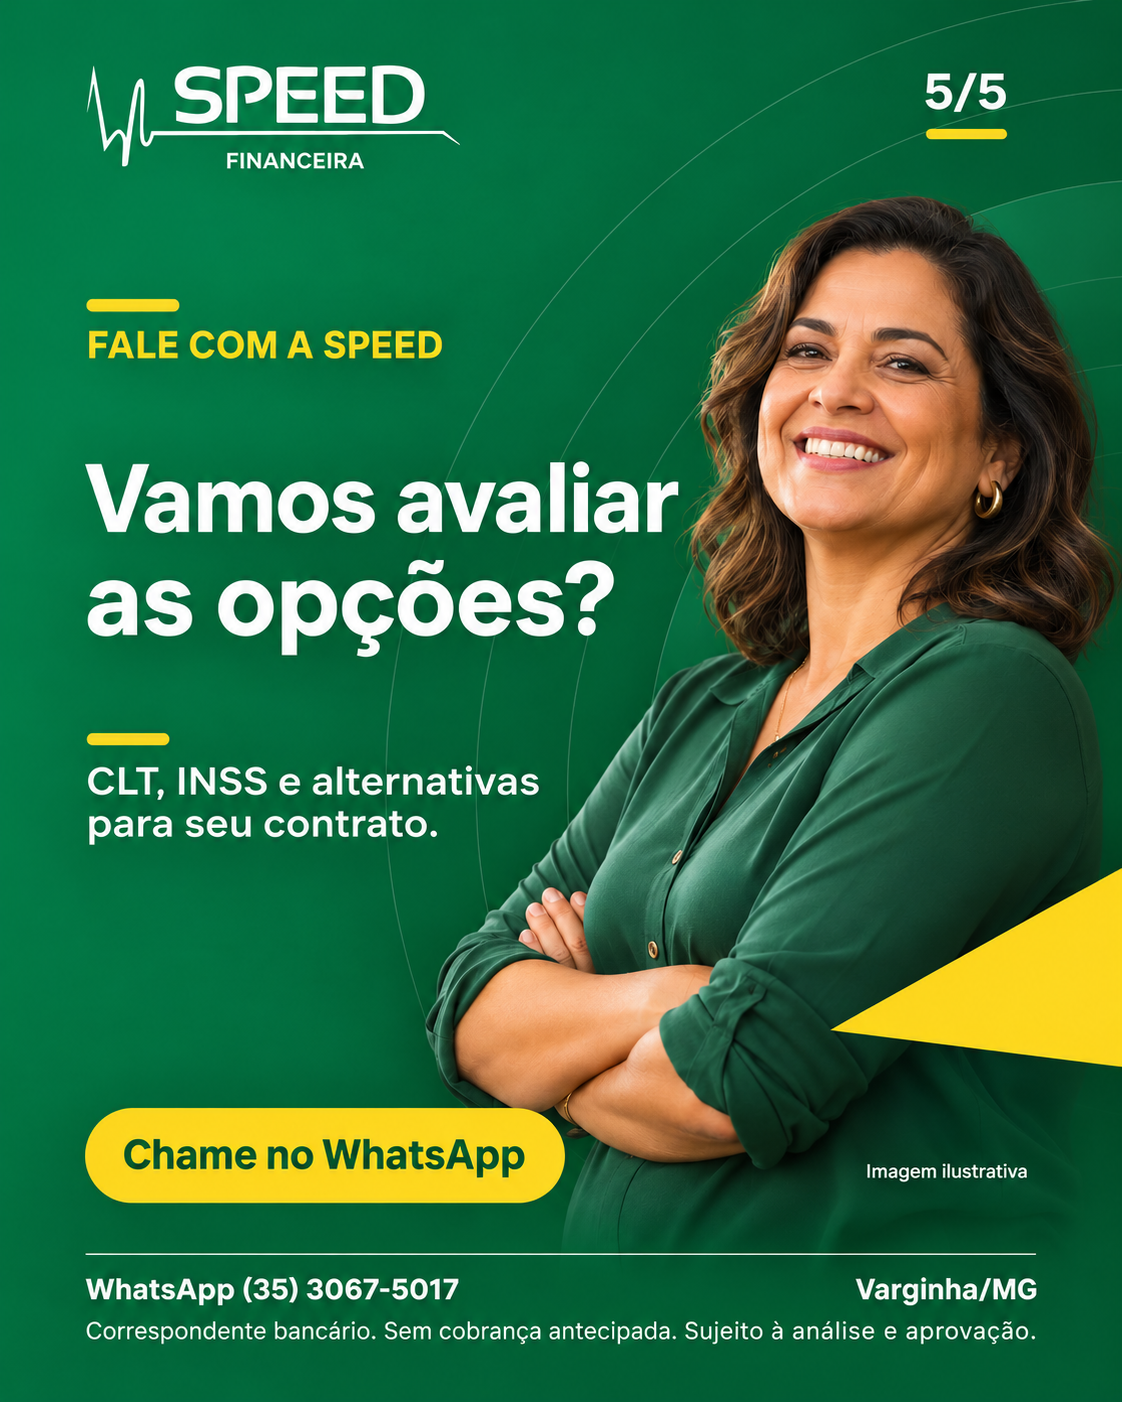 SPEED
FINANCEIRA
5/5
FALE COM A SPEED
Vamos avaliar
as opções?
CLT, INSS e alternativas
para seu contrato.
Chame no WhatsApp
Imagem ilustrativa
WhatsApp (35) 3067-5017
Varginha/MG
Correspondente bancário. Sem cobrança antecipada. Sujeito à análise e aprovação.